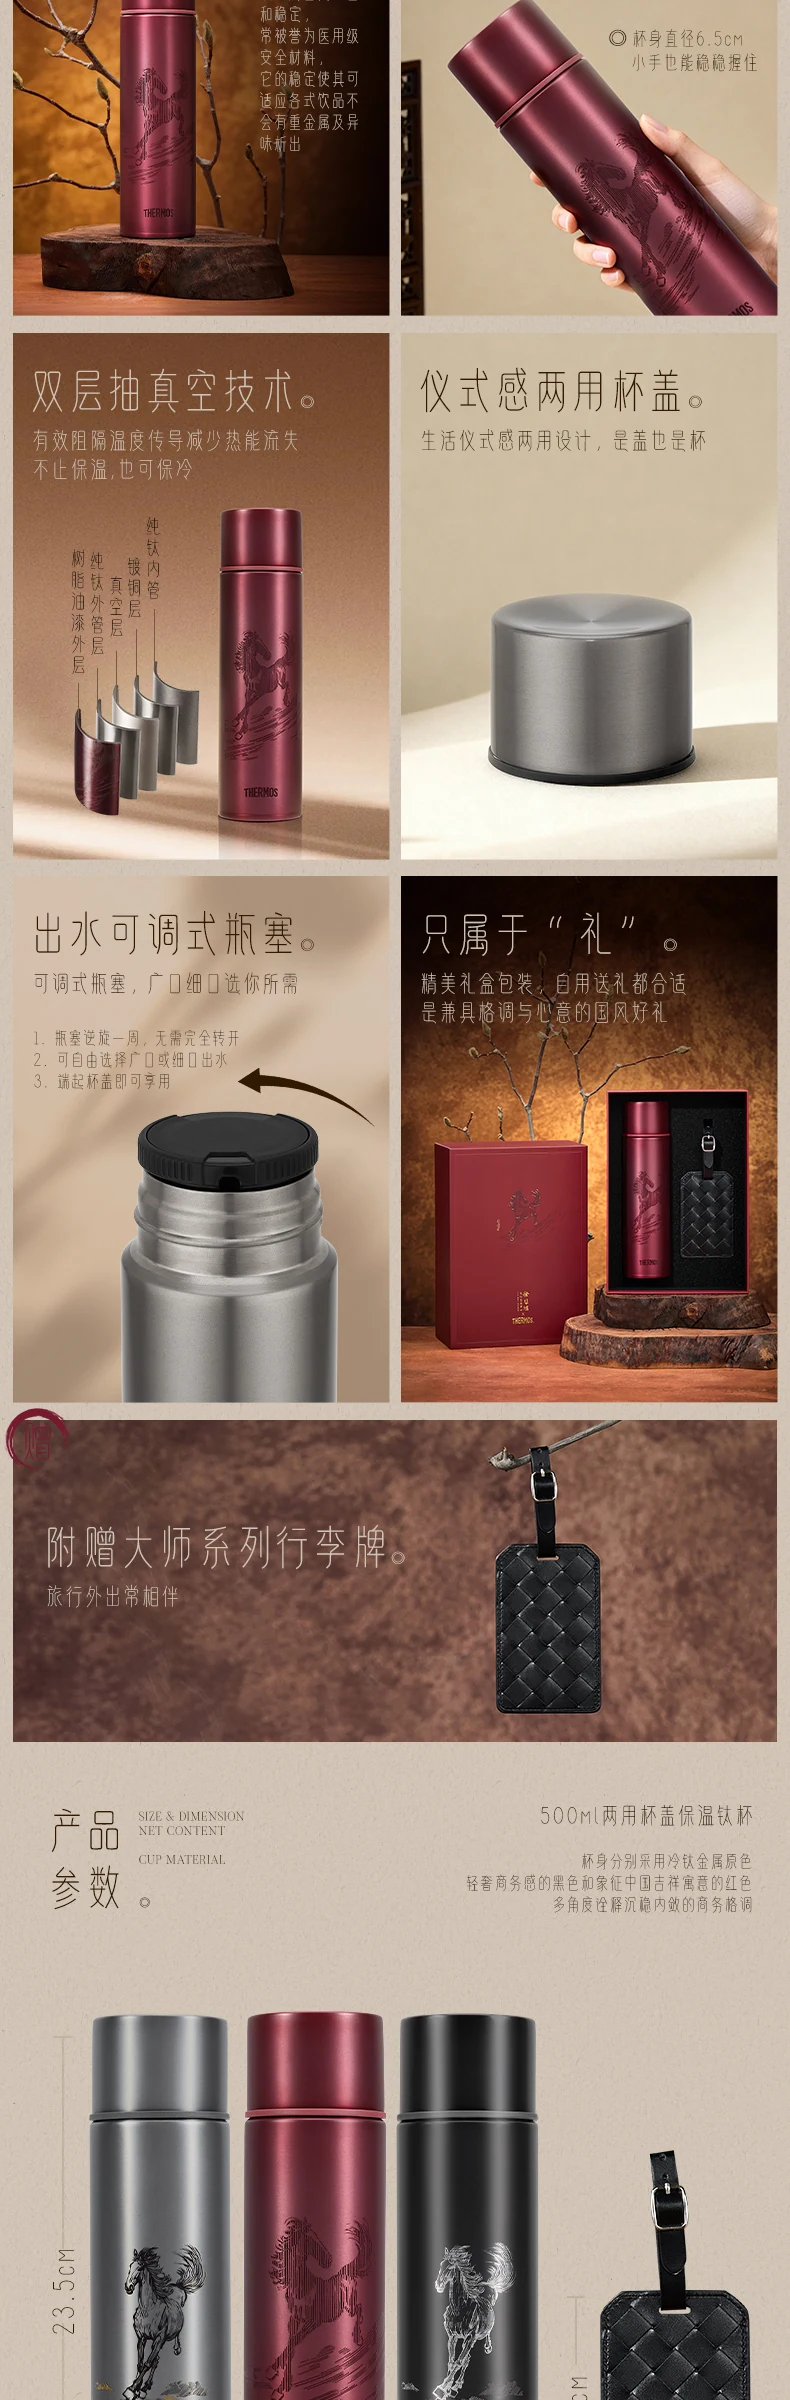 和稳定，
常被誉为医用级
安全材料，
它的稳定使其可
适应各式饮品不
会有重金属及异
味析出
THERMOS
杯身直径6.5cm
小手也能稳稳握住
THERMOS
双层抽真空技术。
有效阻隔温度传导减少热能流失
不止保温,也可保冷
树脂油漆外层
纯钛外管层
真空层
镀铜层
纯钛内管
THERMOS
仪式感两用杯盖。
生活仪式感两用设计，是盖也是杯
出水可调式瓶塞。
可调式瓶塞，广口细口选你所需
1. 瓶塞逆旋一周，无需完全转开
2. 可自由选择广口或细口出水
3. 端起杯盖即可享用
只属于“礼”。
精美礼盒包装，自用送礼都合适
是兼具格调与心意的国风好礼
THERMOS.
THERMOS
赠
附赠大师系列行李牌。
旅行外出常相伴
产品
参数。
SIZE & DIMENSION
NET CONTENT
CUP MATERIAL
500ml两用杯盖保温钛杯
杯身分别采用冷钛金属原色
轻奢商务感的黑色和象征中国吉祥寓意的红色
多角度诠释沉稳内敛的商务格调
23.5cm